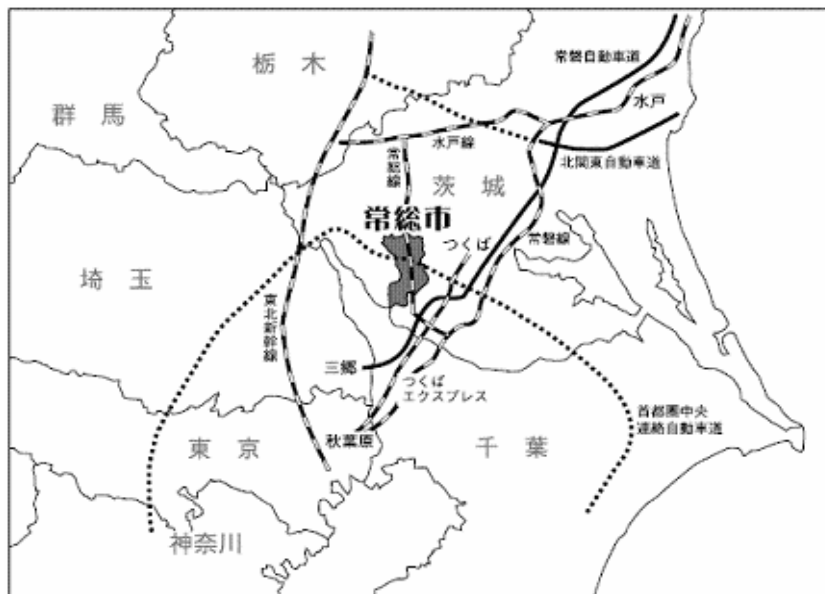 栃木
常磐自動車道
群馬
水戸
水戸線
北関東自動車道
常総線
茨城
常総市
つくば
常磐線
埼玉
東北新幹線
三郷
つくば
エクスプレス
首都圏中央
連絡自動車道
秋葉原
東京
千葉
神奈川